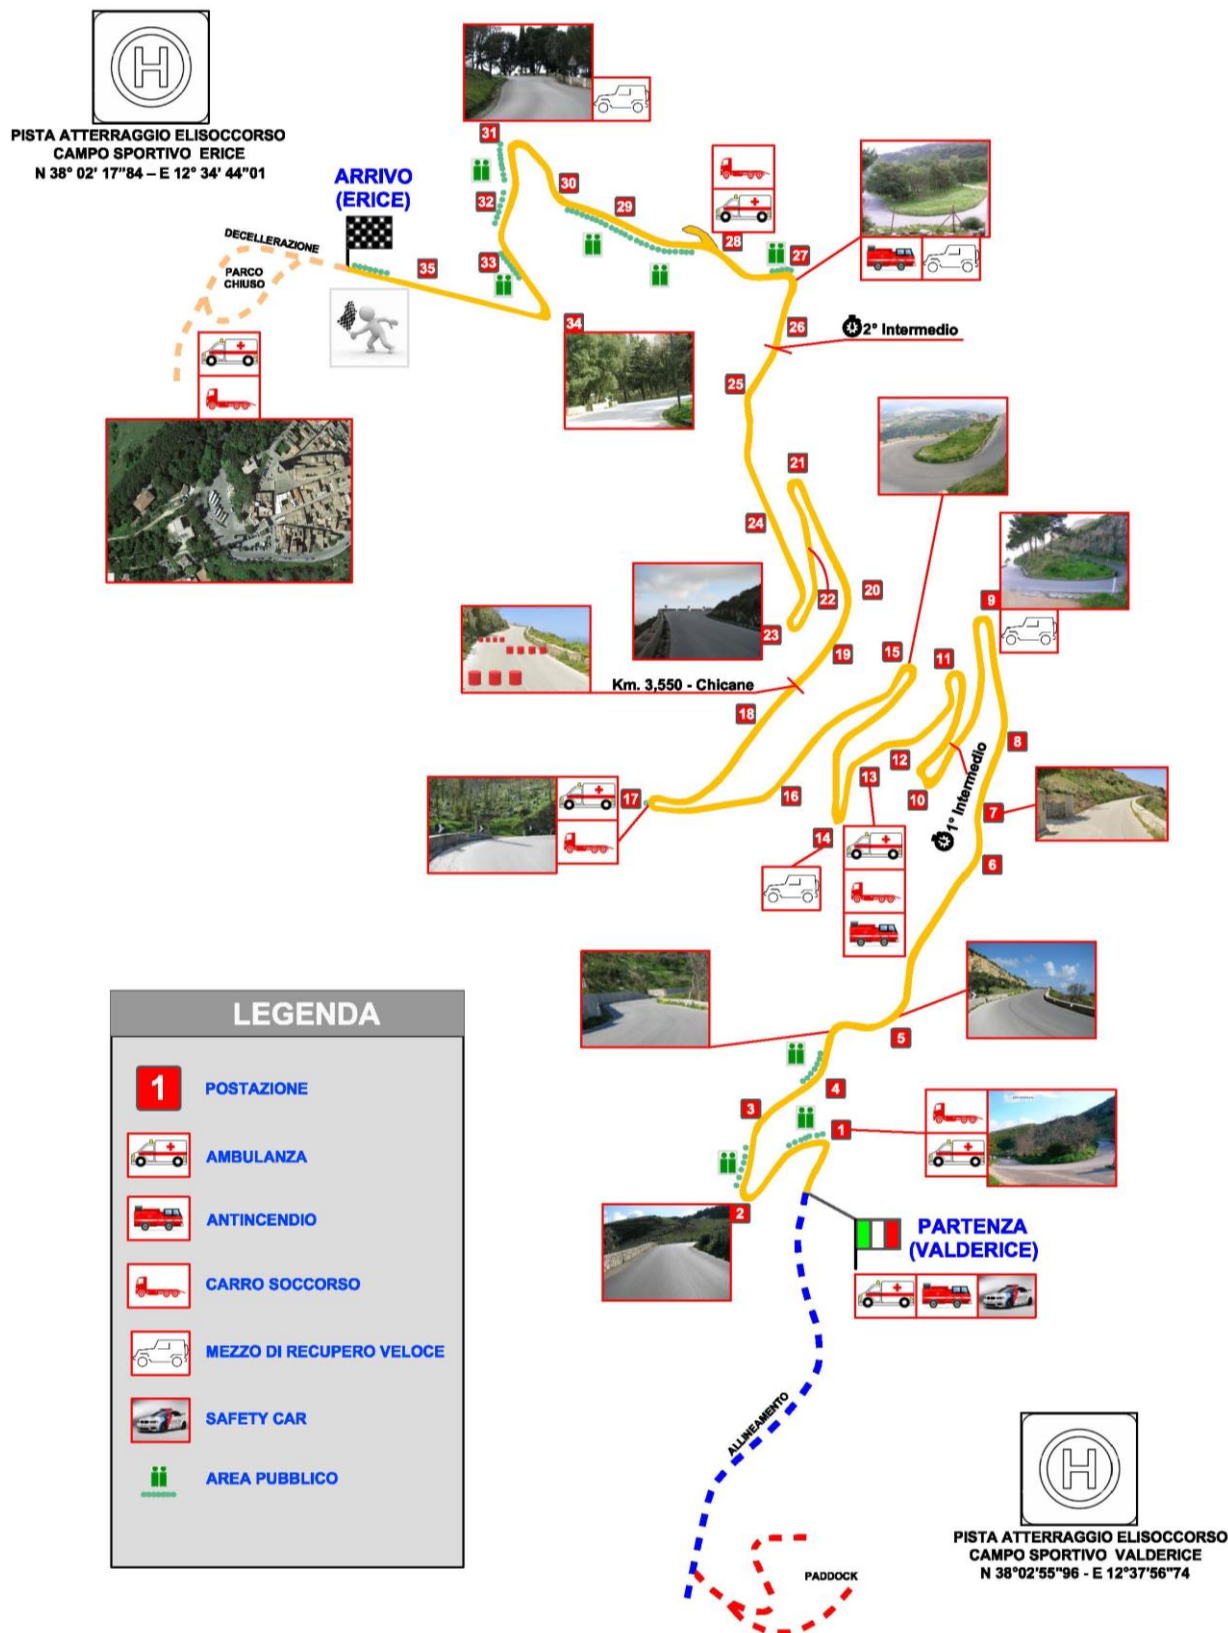 H
PISTA ATTERRAGGIO ELISOCCORSO
CAMPO SPORTIVO ERICE
N 38° 02' 17"84 – E 12° 34' 44"01
ARRIVO
(ERICE)
DECELLERAZIONE
PARCO
CHIUSO
31
30
32
29
28
27
33
35
34
26
2° Intermedio
25
21
24
22
20
23
9
19
15
11
Km. 3,550 - Chicane
18
8
12
13
16
17
10
1° Intermedio
7
14
6
5
4
3
1
2
PARTENZA
(VALDERICE)
ALLINEAMENTO
PADDOCK
LEGENDA
1 POSTAZIONE
AMBULANZA
ANTINCENDIO
CARRO SOCCORSO
MEZZO DI RECUPERO VELOCE
SAFETY CAR
AREA PUBBLICO
H
PISTA ATTERRAGGIO ELISOCCORSO
CAMPO SPORTIVO VALDERICE
N 38°02'55"96 - E 12°37'56"74